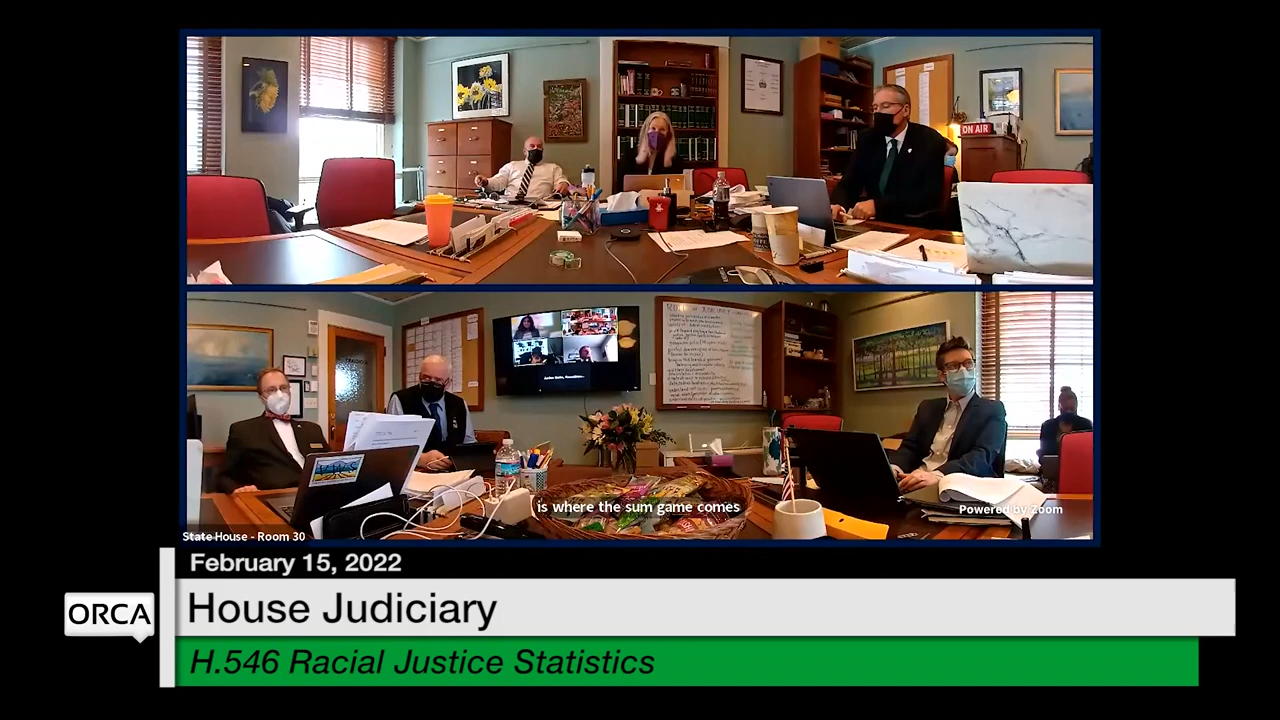 ON AIR
is where the sum game comes
Powered by Zoom
State House - Room 30
February 15, 2022
ORCA
House Judiciary
H.546 Racial Justice Statistics